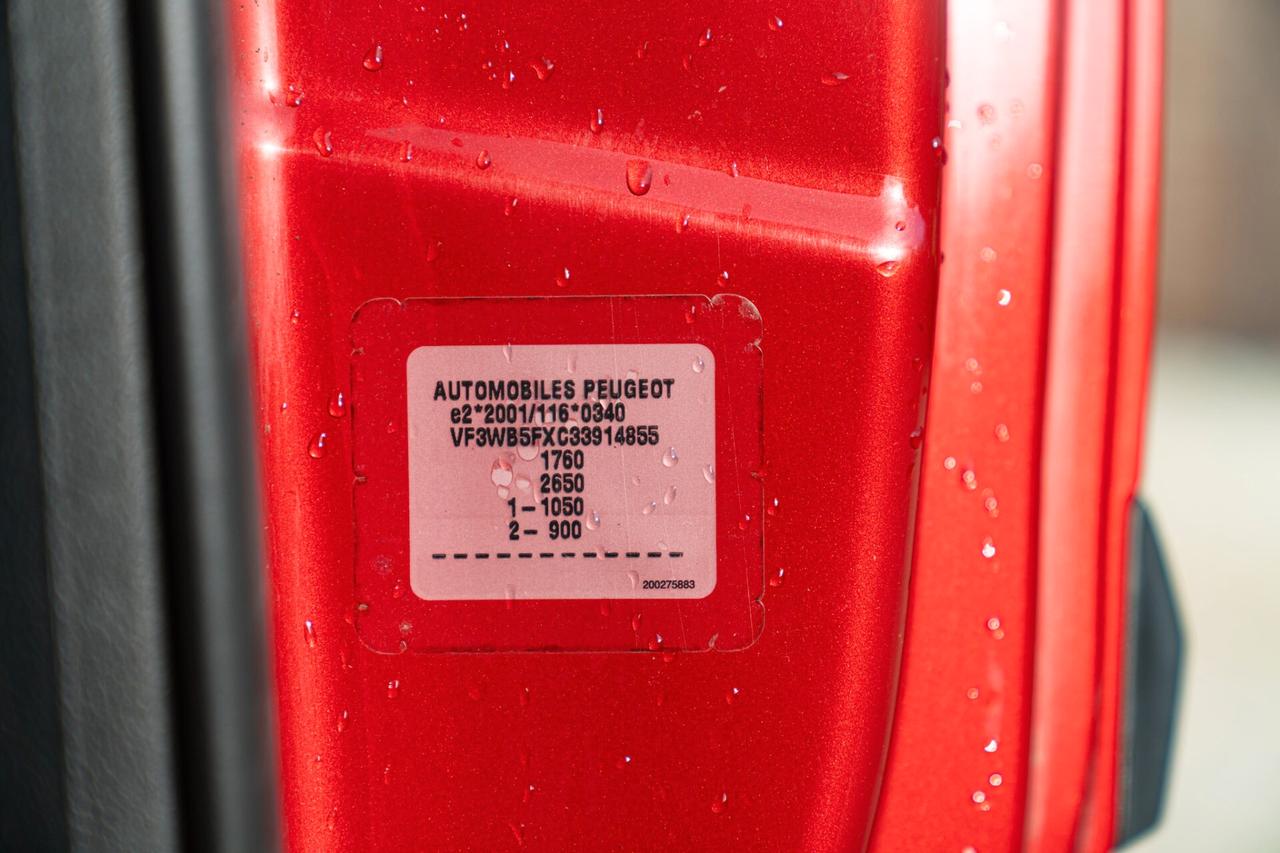 AUTOMOBILES PEUGEOT
e2*2001/116*0340
VF3WB5FXC33914855
1760
2650
1- 1050
2- 900
------------
200275883